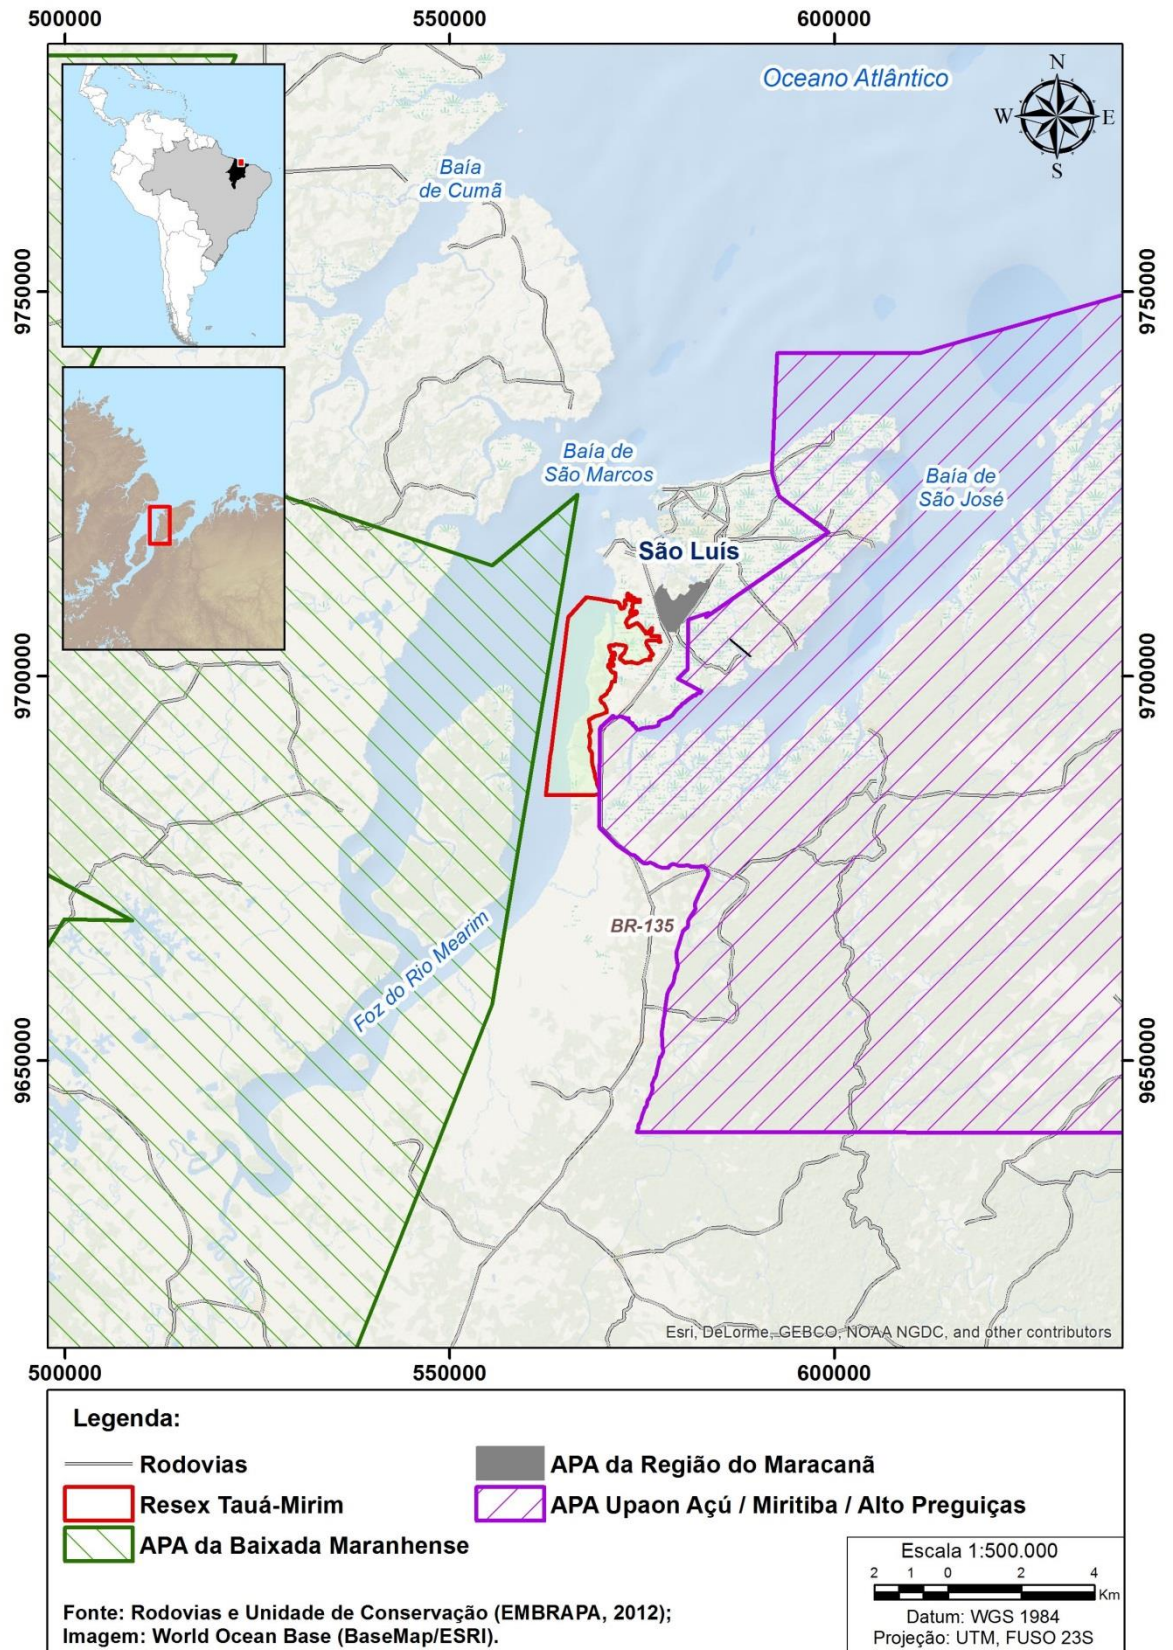 500000
550000
600000
Oceano Atlântico
N
W
E
S
Baía
de Cumã
9750000
9750000
Baía de
São Marcos
Baía de
São José
São Luís
9700000
9700000
BR-135
Foz do Rio Mearim
9650000
9650000
Esri, DeLorme, GEBCO, NOAA NGDC, and other contributors
500000
550000
600000
Legenda:
Rodovias
APA da Região do Maracanã
Resex Tauá-Mirim
APA Upaon Açú / Miritiba / Alto Preguiças
APA da Baixada Maranhense
Escala 1:500.000
2 1 0 2 4
Km
Datum: WGS 1984
Projeção: UTM, FUSO 23S
Fonte: Rodovias e Unidade de Conservação (EMBRAPA, 2012);
Imagem: World Ocean Base (BaseMap/ESRI).